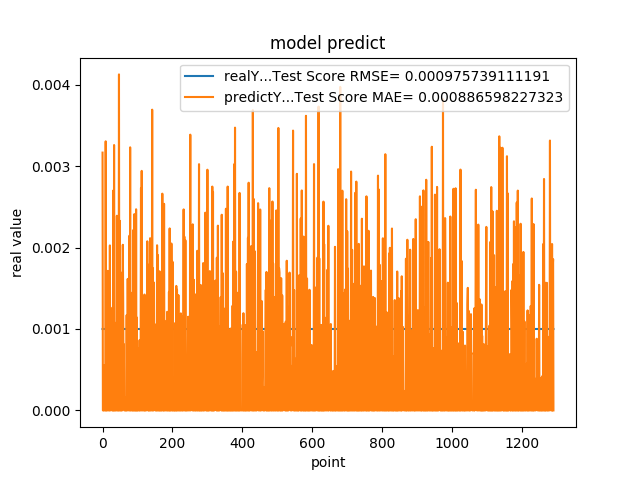 model predict
realY...Test Score RMSE= 0.000975739111191
predictY...Test Score MAE= 0.000886598227323
0.004
0.003
0.002
0.001
0.000
real value
0 200 400 600 800 1000 1200
point